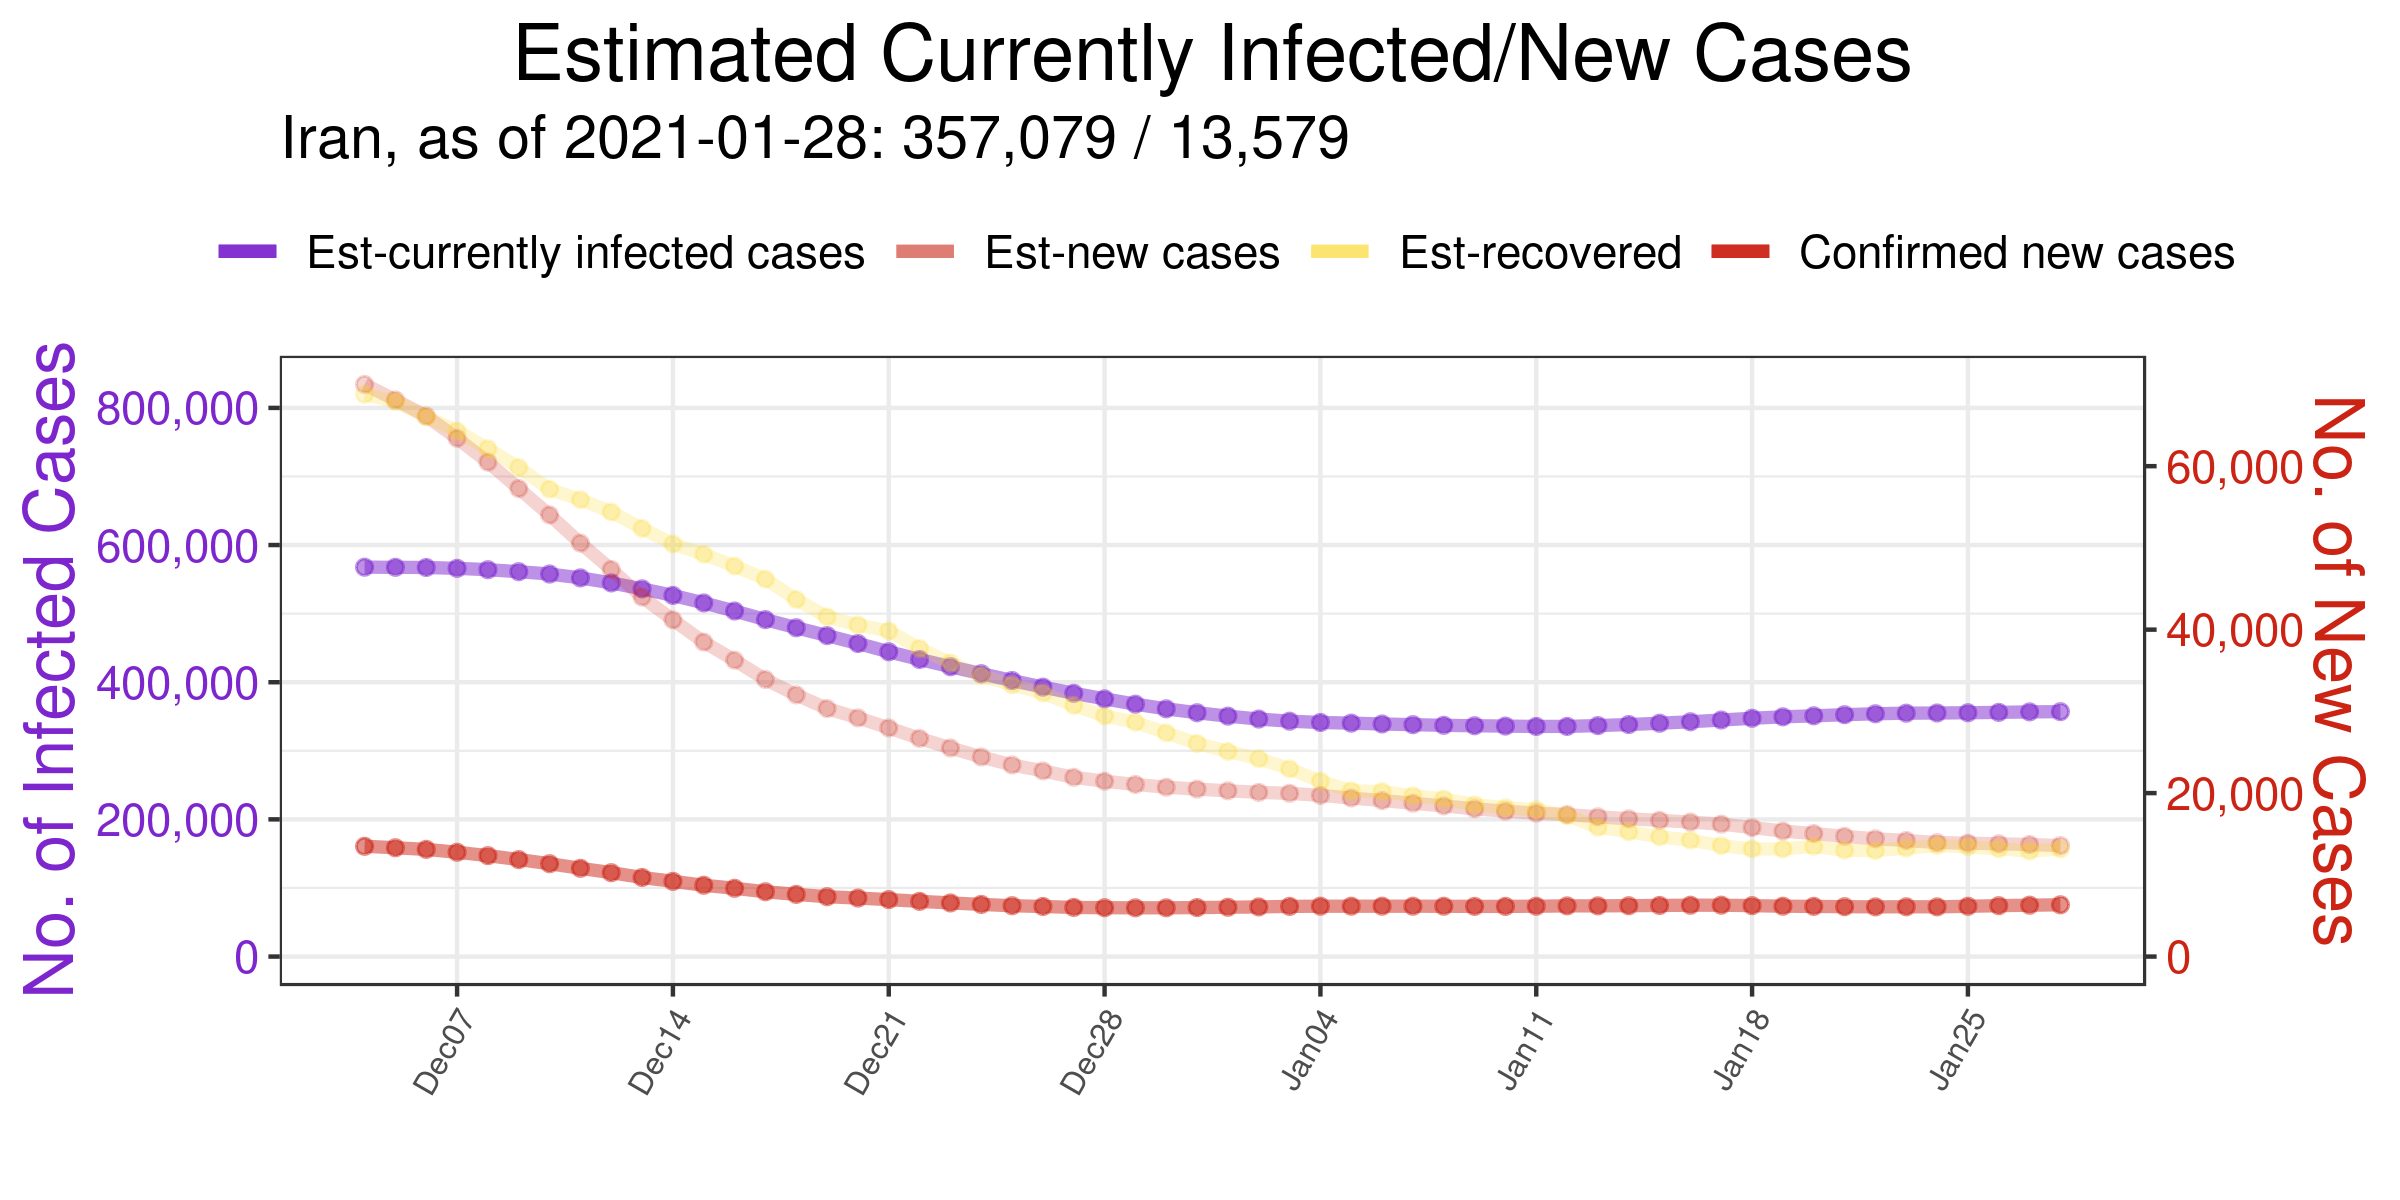 Estimated Currently Infected/New Cases
Iran, as of 2021-01-28: 357,079 / 13,579
Est-currently infected cases Est-new cases Est-recovered Confirmed new cases
No. of Infected Cases
800,000
600,000
400,000
200,000
0
60,000
40,000
20,000
0
No. of New Cases
Dec07 Dec14 Dec21 Dec28 Jan04 Jan11 Jan18 Jan25